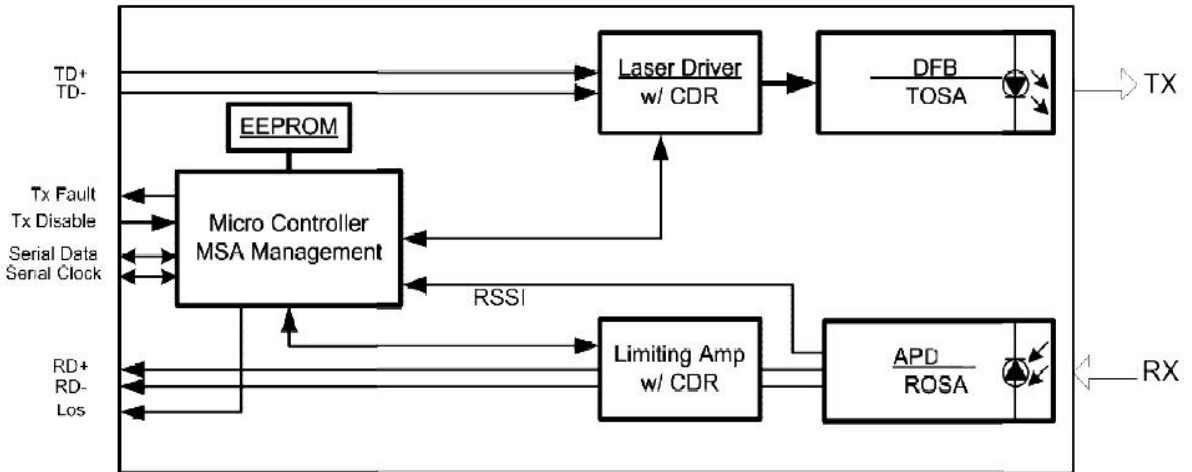 TD+
TD-
Laser Driver
w/ CDR
DFB
TOSA
TX
EEPROM
Tx Fault
Tx Disable
Serial Data
Serial Clock
Micro Controller
MSA Management
RSSI
RD+
RD-
Los
Limiting Amp
w/ CDR
APD
ROSA
RX